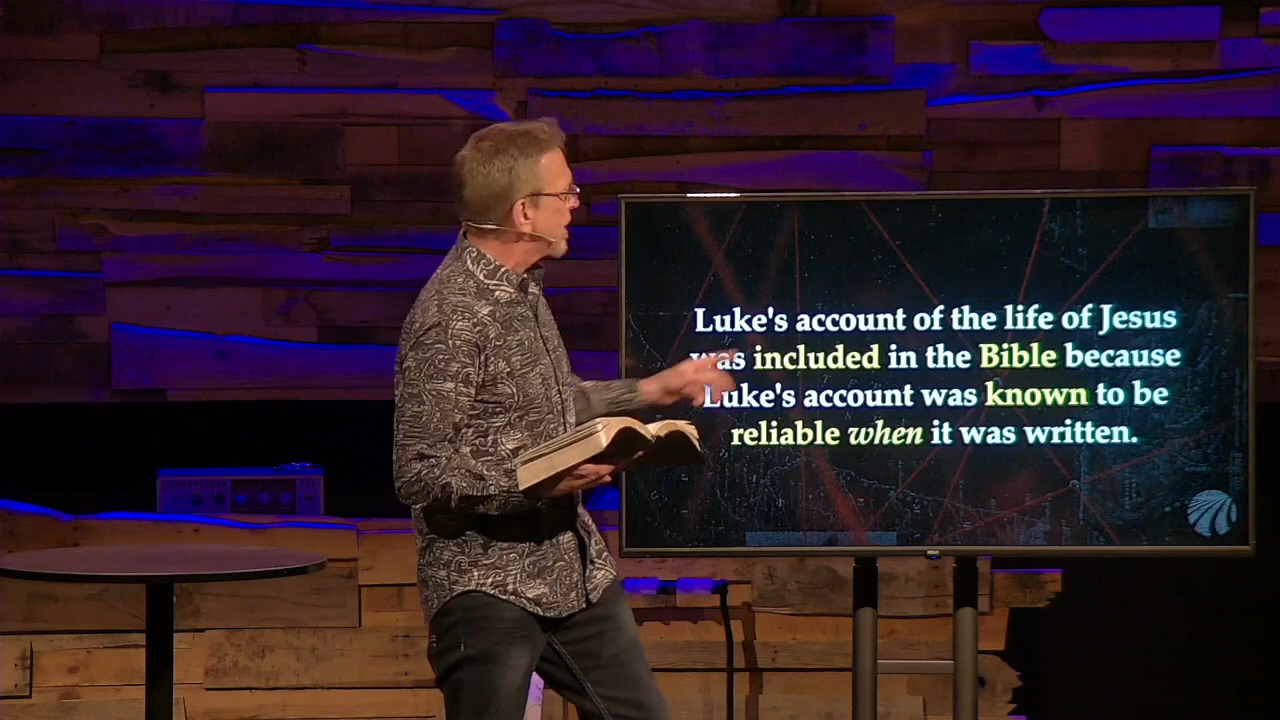 Luke's account of the life of Jesus
was included in the Bible because
Luke's account was known to be
reliable when it was written.